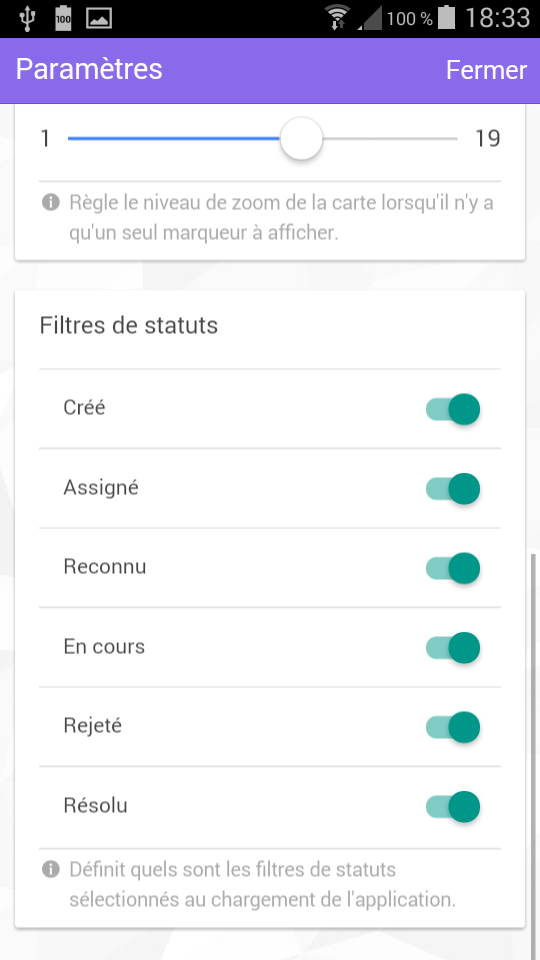 100 100 % 18:33
Paramètres Fermer
1 19
Règle le niveau de zoom de la carte lorsqu'il n'y a
qu'un seul marqueur à afficher.
Filtres de statuts
Créé
Assigné
Reconnu
En cours
Rejeté
Résolu
Définit quels sont les filtres de statuts
sélectionnés au chargement de l'application.